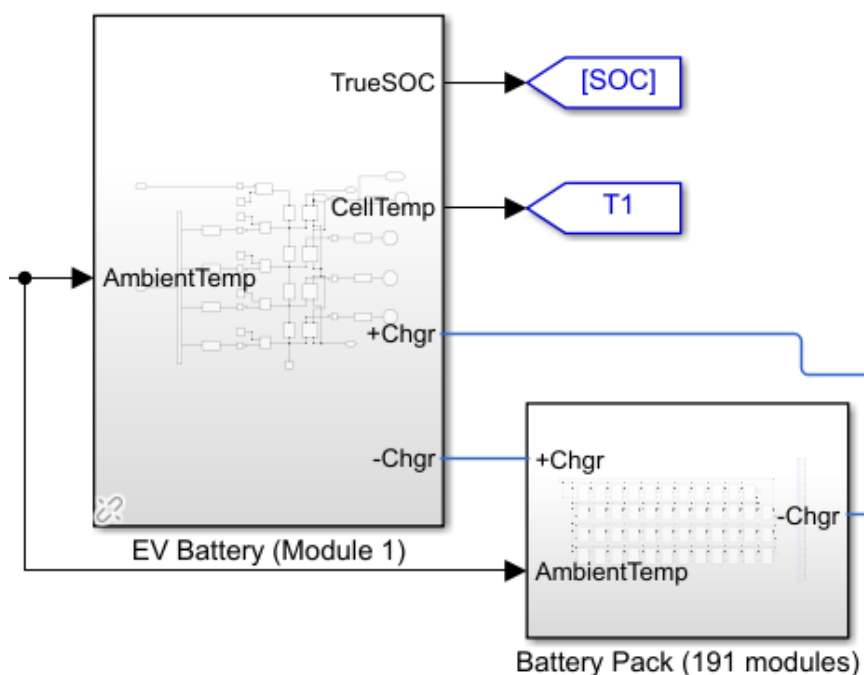 TrueSOC
[SOC]
CellTemp
T1
AmbientTemp
+Chgr
-Chgr
EV Battery (Module 1)
+Chgr
-Chgr
AmbientTemp
Battery Pack (191 modules)